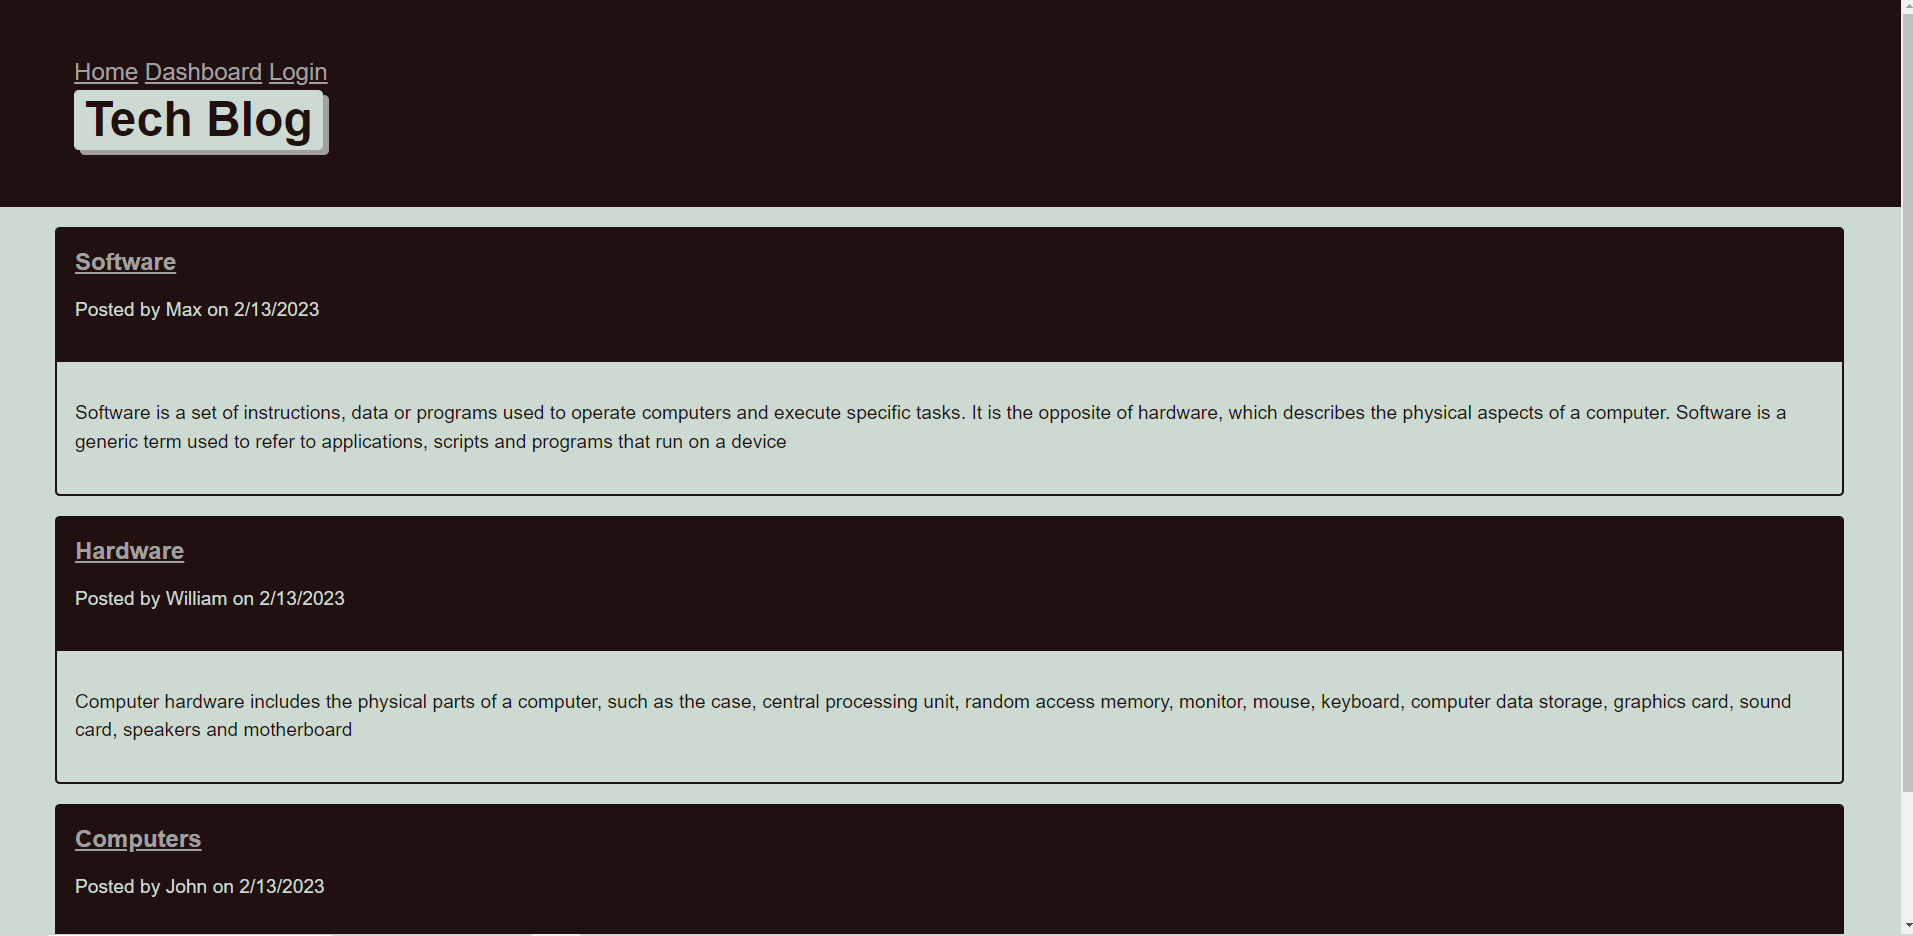 Home Dashboard Login
Tech Blog
Software
Posted by Max on 2/13/2023
Software is a set of instructions, data or programs used to operate computers and execute specific tasks. It is the opposite of hardware, which describes the physical aspects of a computer. Software is a
generic term used to refer to applications, scripts and programs that run on a device
Hardware
Posted by William on 2/13/2023
Computer hardware includes the physical parts of a computer, such as the case, central processing unit, random access memory, monitor, mouse, keyboard, computer data storage, graphics card, sound
card, speakers and motherboard
Computers
Posted by John on 2/13/2023